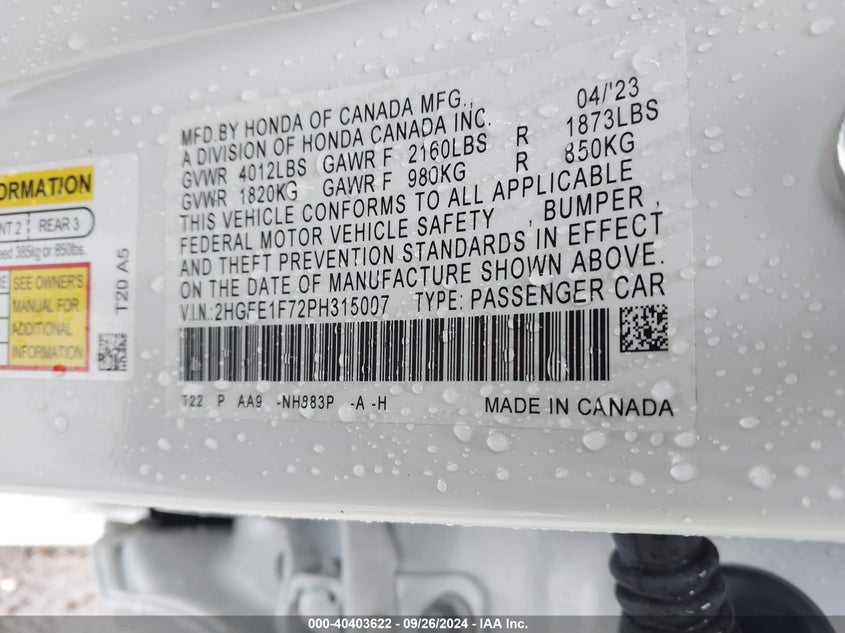 MFD.BY HONDA OF CANADA MFG., 04/'23
A DIVISION OF HONDA CANADA INC.
GVWR 4012LBS GAWR F 2160LBS R 1873LBS
GVWR 1820KG GAWR F 980KG R 850KG
THIS VEHICLE CONFORMS TO ALL APPLICABLE
FEDERAL MOTOR VEHICLE SAFETY , BUMPER ,
AND THEFT PREVENTION STANDARDS IN EFFECT
ON THE DATE OF MANUFACTURE SHOWN ABOVE.
V.I.N.:2HGFE1F72PH315007 TYPE: PASSENGER CAR
T22 P AA9 -NH883P -A -H MADE IN CANADA
ORMATION
NT 2 REAR 3
eed 385kg or 850lbs.
SEE OWNER'S
MANUAL FOR
ADDITIONAL
INFORMATION
T20 A5
000-40403622 - 09/26/2024 - IAA Inc.